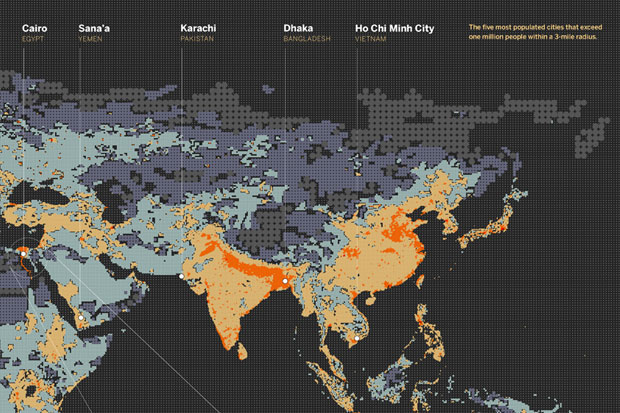 Cairo
EGYPT
Sana'a
YEMEN
Karachi
PAKISTAN
Dhaka
BANGLADESH
Ho Chi Minh City
VIETNAM
The five most populated cities that exceed
one million people within a 3-mile radius.